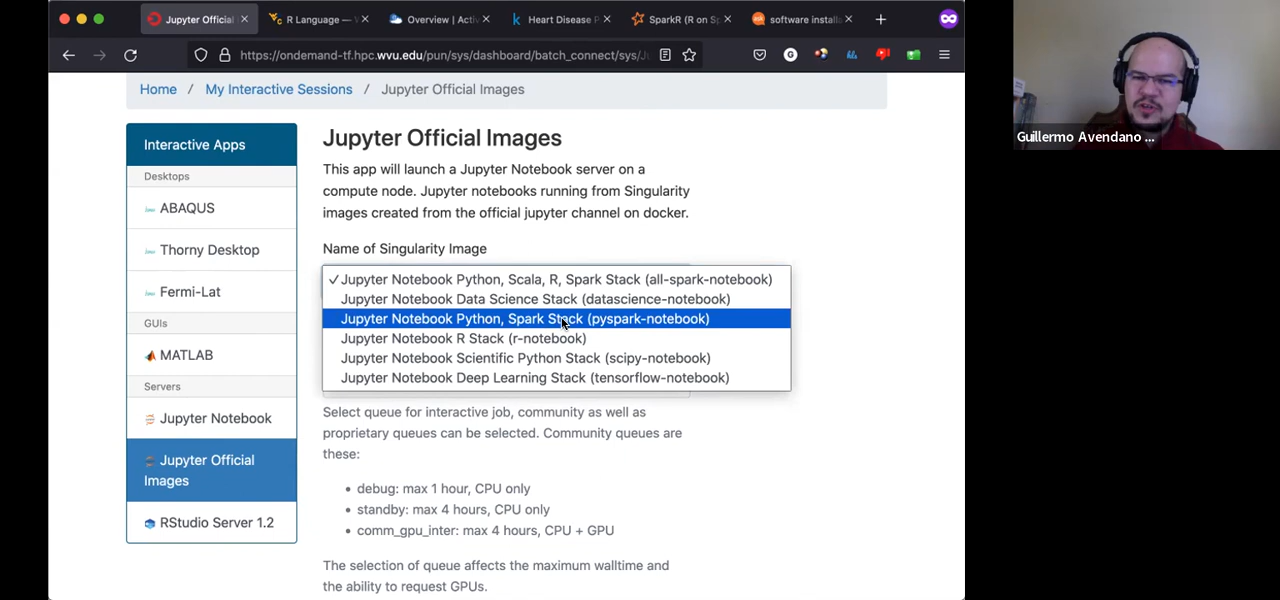 Jupyter Official
R Language —
Overview | Activ
Heart Disease P
SparkR (R on Sp
software install
https://ondemand-tf.hpc.wvu.edu/pun/sys/dashboard/batch_connect/sys/
Home / My Interactive Sessions / Jupyter Official Images
Interactive Apps
Desktops
ABAQUS
Thorny Desktop
Fermi-Lat
GUIs
MATLAB
Servers
Jupyter Notebook
Jupyter Official
Images
RStudio Server 1.2
Jupyter Official Images
This app will launch a Jupyter Notebook server on a
compute node. Jupyter notebooks running from Singularity
images created from the official jupyter channel on docker.
Name of Singularity Image
✓ Jupyter Notebook Python, Scala, R, Spark Stack (all-spark-notebook)
Jupyter Notebook Data Science Stack (datascience-notebook)
Jupyter Notebook Python, Spark Stack (pyspark-notebook)
Jupyter Notebook R Stack (r-notebook)
Jupyter Notebook Scientific Python Stack (scipy-notebook)
Jupyter Notebook Deep Learning Stack (tensorflow-notebook)
Select queue for interactive job, community as well as
proprietary queues can be selected. Community queues are
these:
• debug: max 1 hour, CPU only
• standby: max 4 hours, CPU only
• comm_gpu_inter: max 4 hours, CPU + GPU
The selection of queue affects the maximum walltime and
the ability to request GPUs.
Guillermo Avendano ...